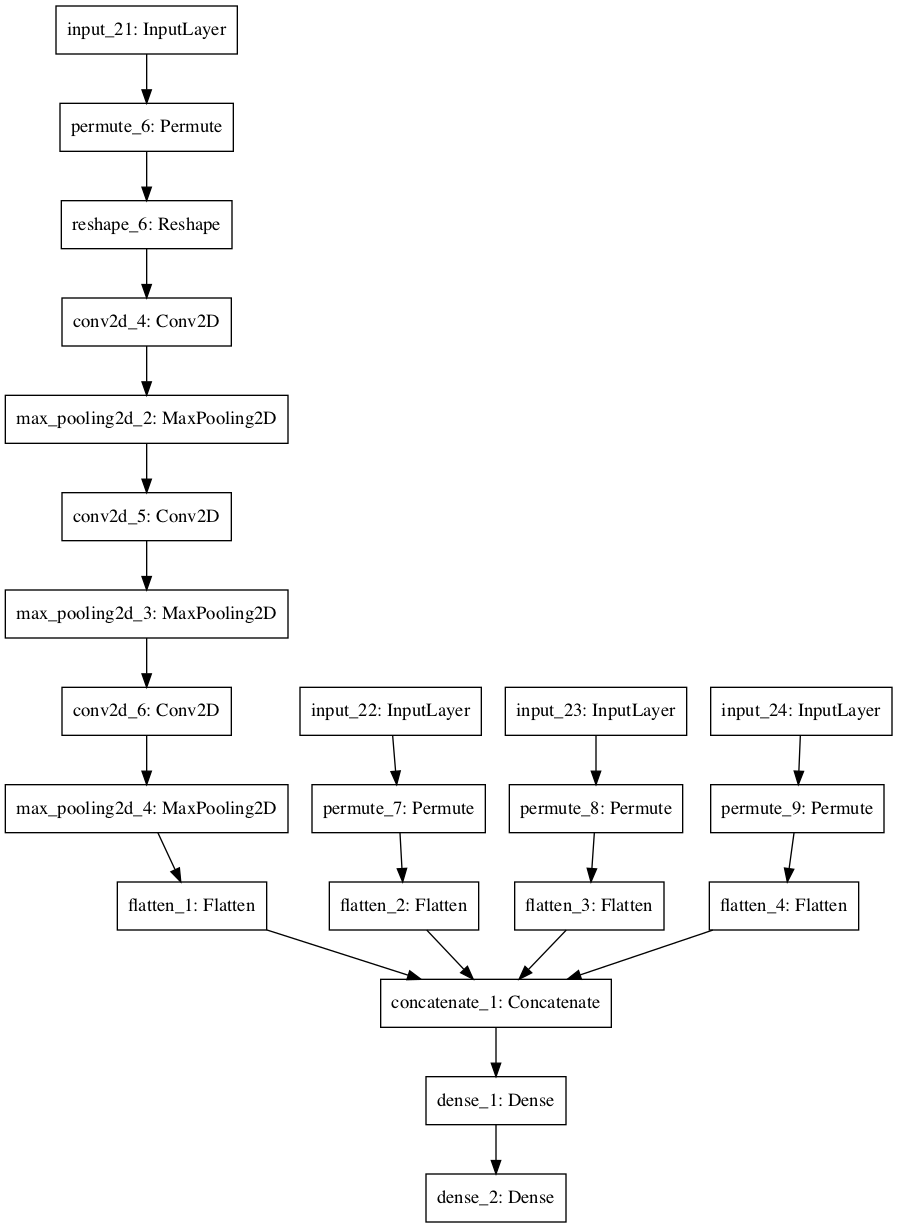 input_21: InputLayer
permute_6: Permute
reshape_6: Reshape
conv2d_4: Conv2D
max_pooling2d_2: MaxPooling2D
conv2d_5: Conv2D
max_pooling2d_3: MaxPooling2D
conv2d_6: Conv2D
input_22: InputLayer
input_23: InputLayer
input_24: InputLayer
max_pooling2d_4: MaxPooling2D
permute_7: Permute
permute_8: Permute
permute_9: Permute
flatten_1: Flatten
flatten_2: Flatten
flatten_3: Flatten
flatten_4: Flatten
concatenate_1: Concatenate
dense_1: Dense
dense_2: Dense